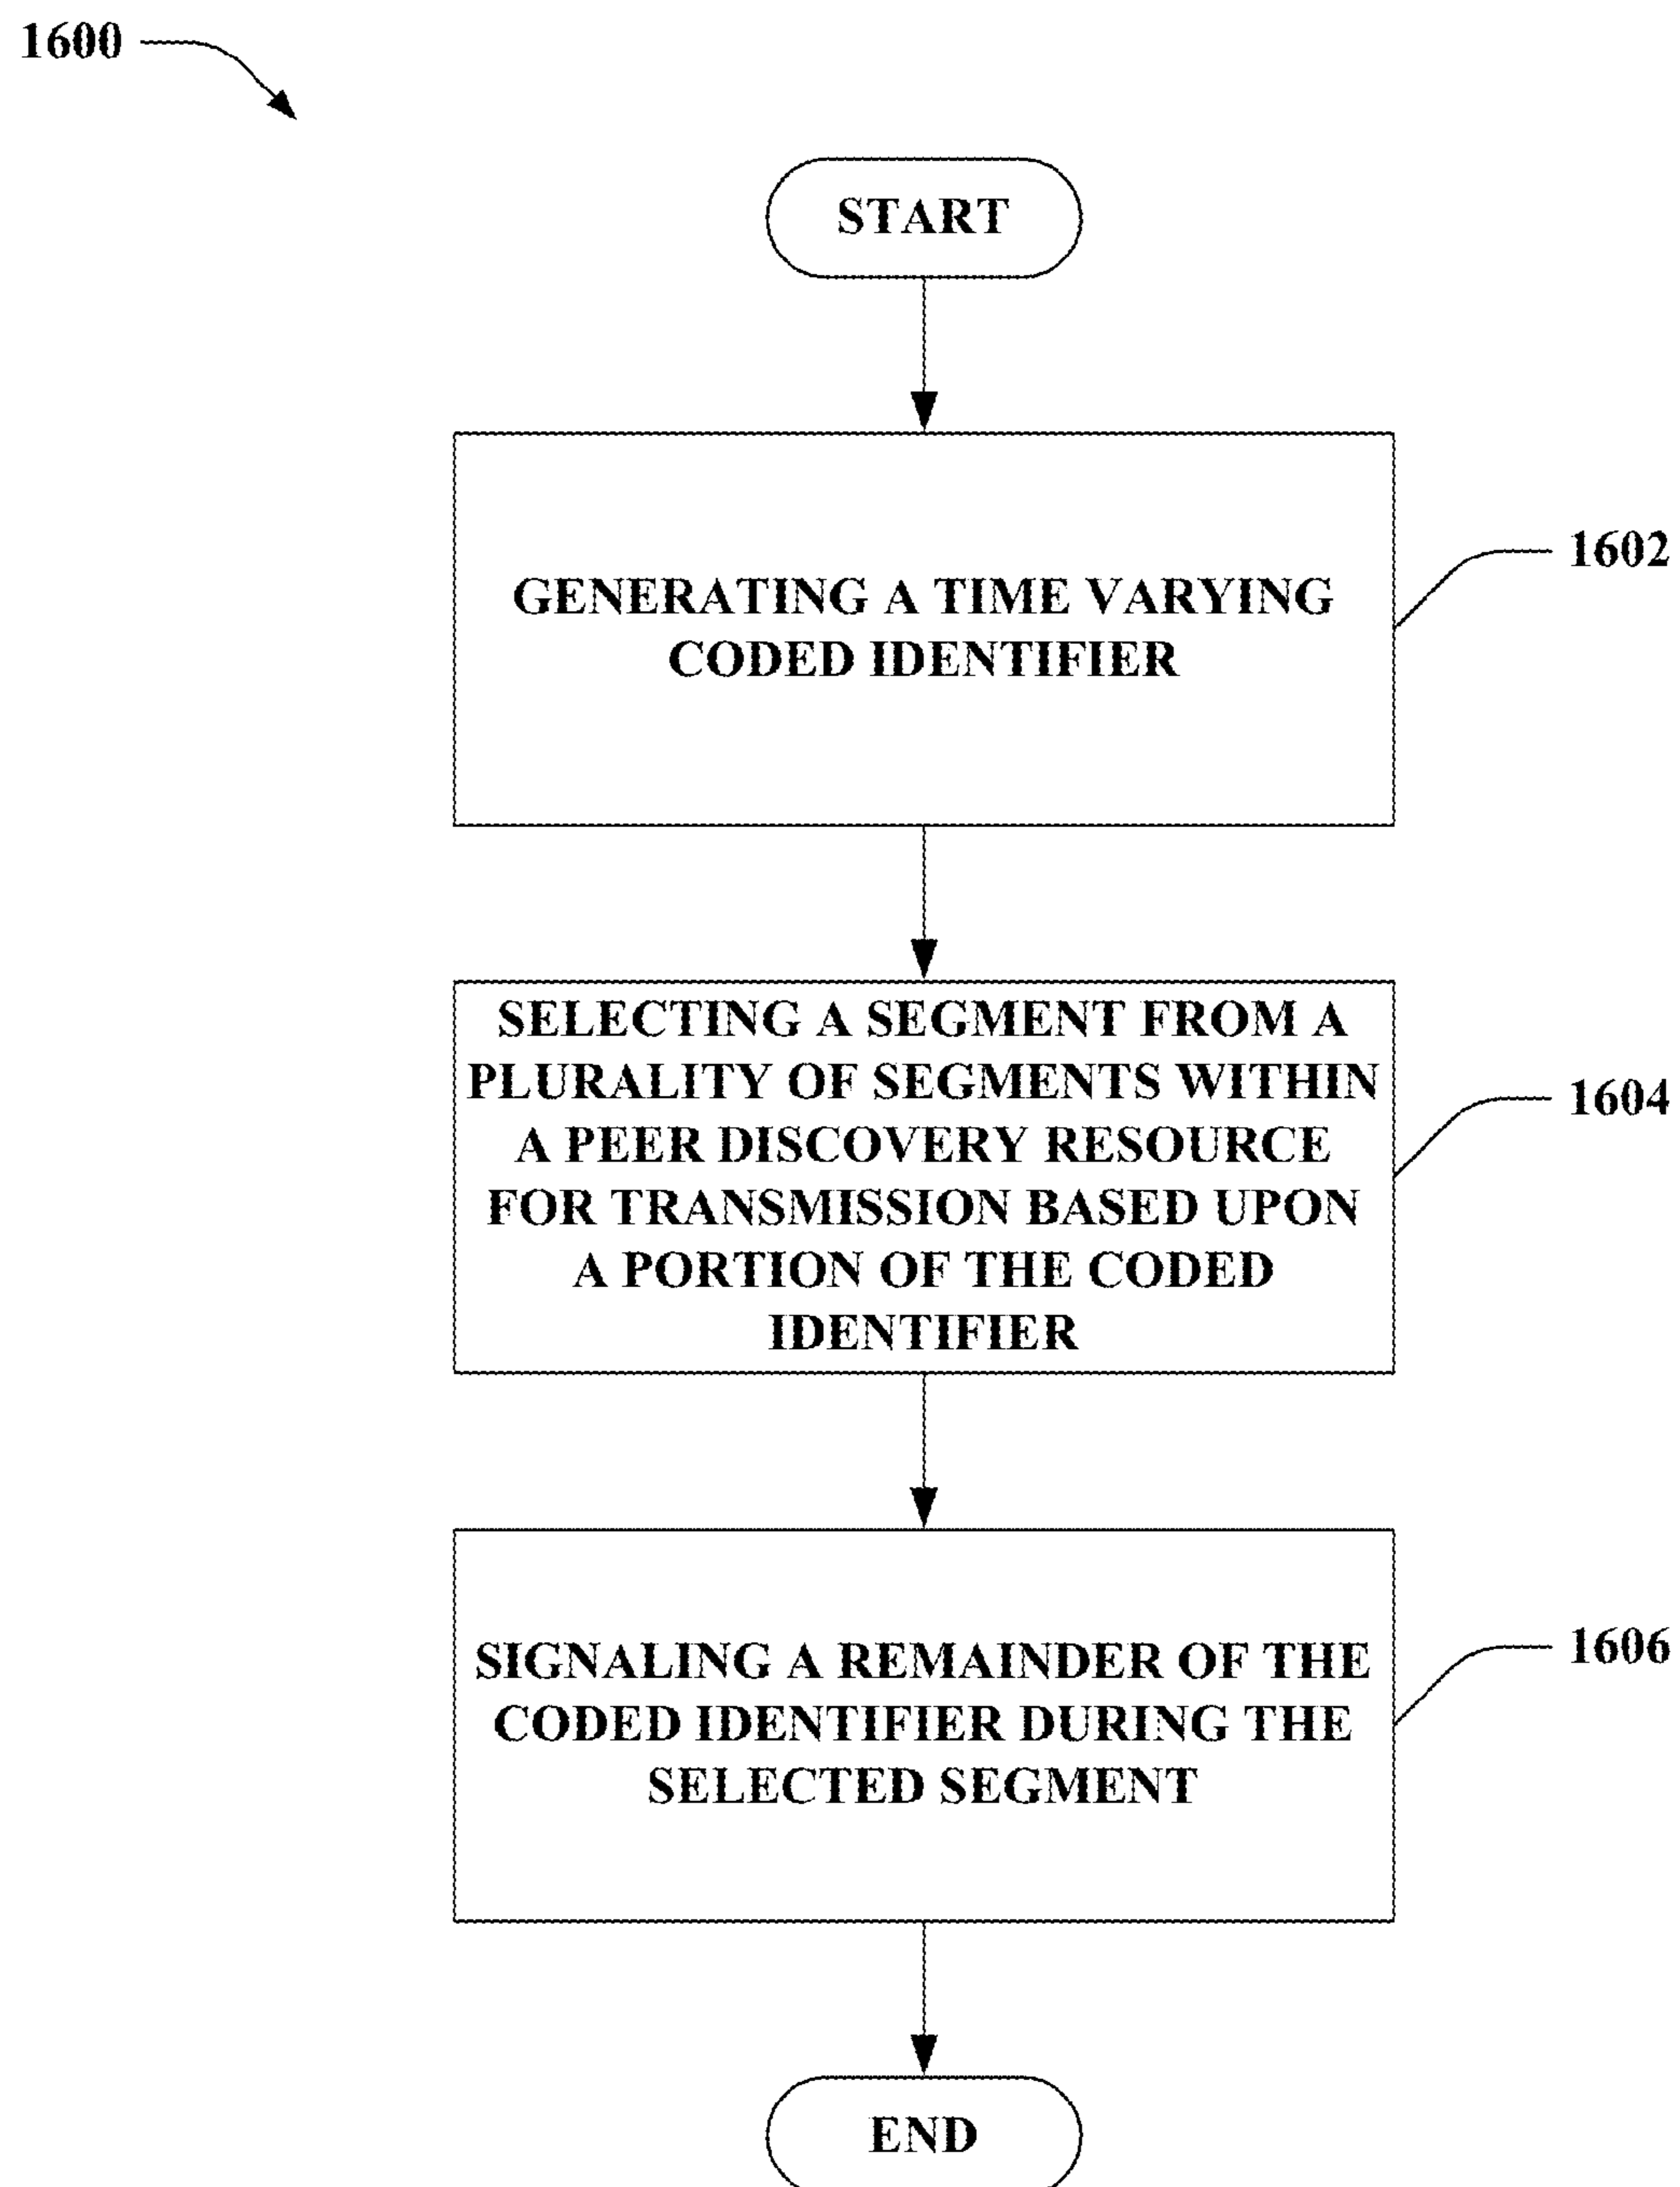 1600
START
GENERATING A TIME VARYING
CODED IDENTIFIER
1602
SELECTING A SEGMENT FROM A
PLURALITY OF SEGMENTS WITHIN
A PEER DISCOVERY RESOURCE
FOR TRANSMISSION BASED UPON
A PORTION OF THE CODED
IDENTIFIER
1604
SIGNALING A REMAINDER OF THE
CODED IDENTIFIER DURING THE
SELECTED SEGMENT
1606
END